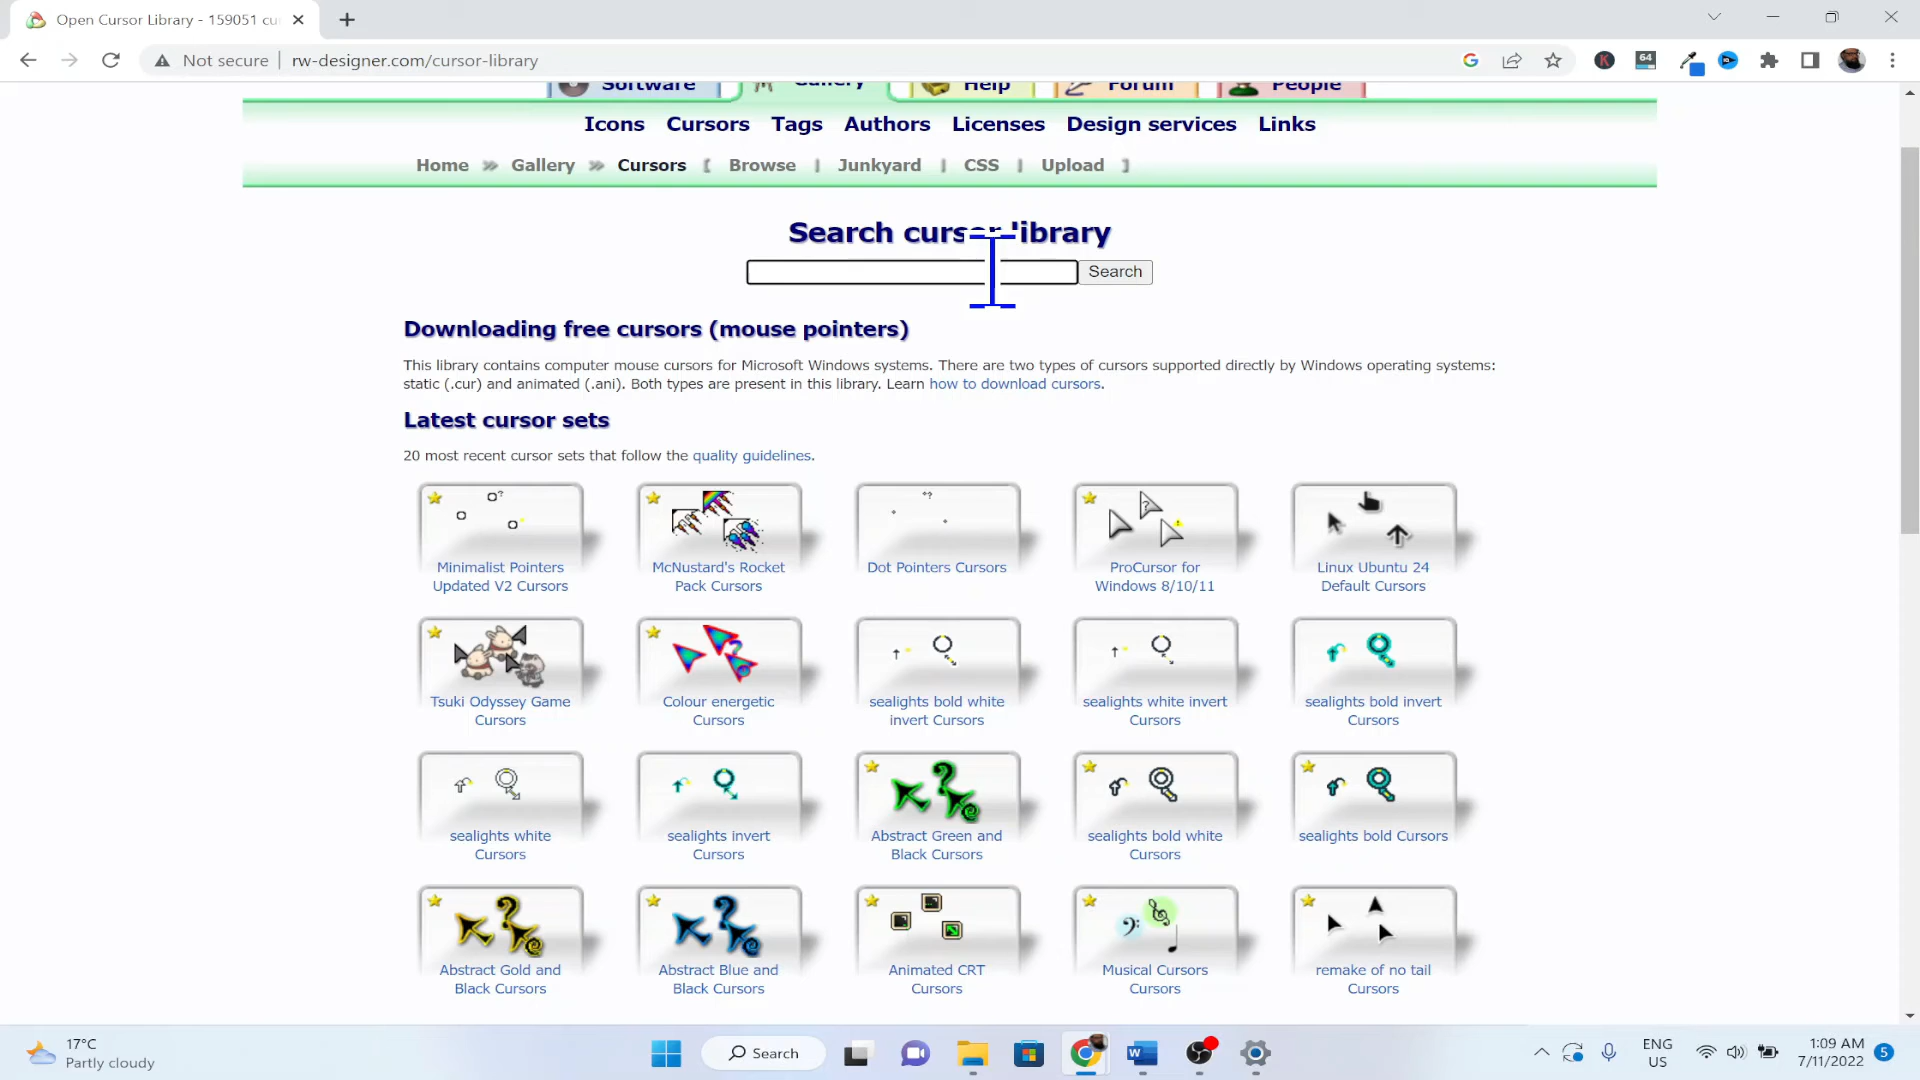 Open Cursor Library - 159051 cu
Not secure
rw-designer.com/cursor-library
64
Software
Gallery
Help
Forum
People
Icons Cursors Tags Authors Licenses Design services Links
Home » Gallery » Cursors [ Browse | Junkyard | CSS | Upload ]
Search cursor library
Search
Downloading free cursors (mouse pointers)
This library contains computer mouse cursors for Microsoft Windows systems. There are two types of cursors supported directly by Windows operating systems:
static (.cur) and animated (.ani). Both types are present in this library. Learn how to download cursors.
Latest cursor sets
20 most recent cursor sets that follow the quality guidelines.
Minimalist Pointers
Updated V2 Cursors
McNustard's Rocket
Pack Cursors
Dot Pointers Cursors
ProCursor for
Windows 8/10/11
Linux Ubuntu 24
Default Cursors
Tsuki Odyssey Game
Cursors
Colour energetic
Cursors
sealights bold white
invert Cursors
sealights white invert
Cursors
sealights bold invert
Cursors
sealights white
Cursors
sealights invert
Cursors
Abstract Green and
Black Cursors
sealights bold white
Cursors
sealights bold Cursors
Abstract Gold and
Black Cursors
Abstract Blue and
Black Cursors
Animated CRT
Cursors
Musical Cursors
Cursors
remake of no tail
Cursors
17°C
Partly cloudy
Search
ENG
US
1:09 AM
7/11/2022
5